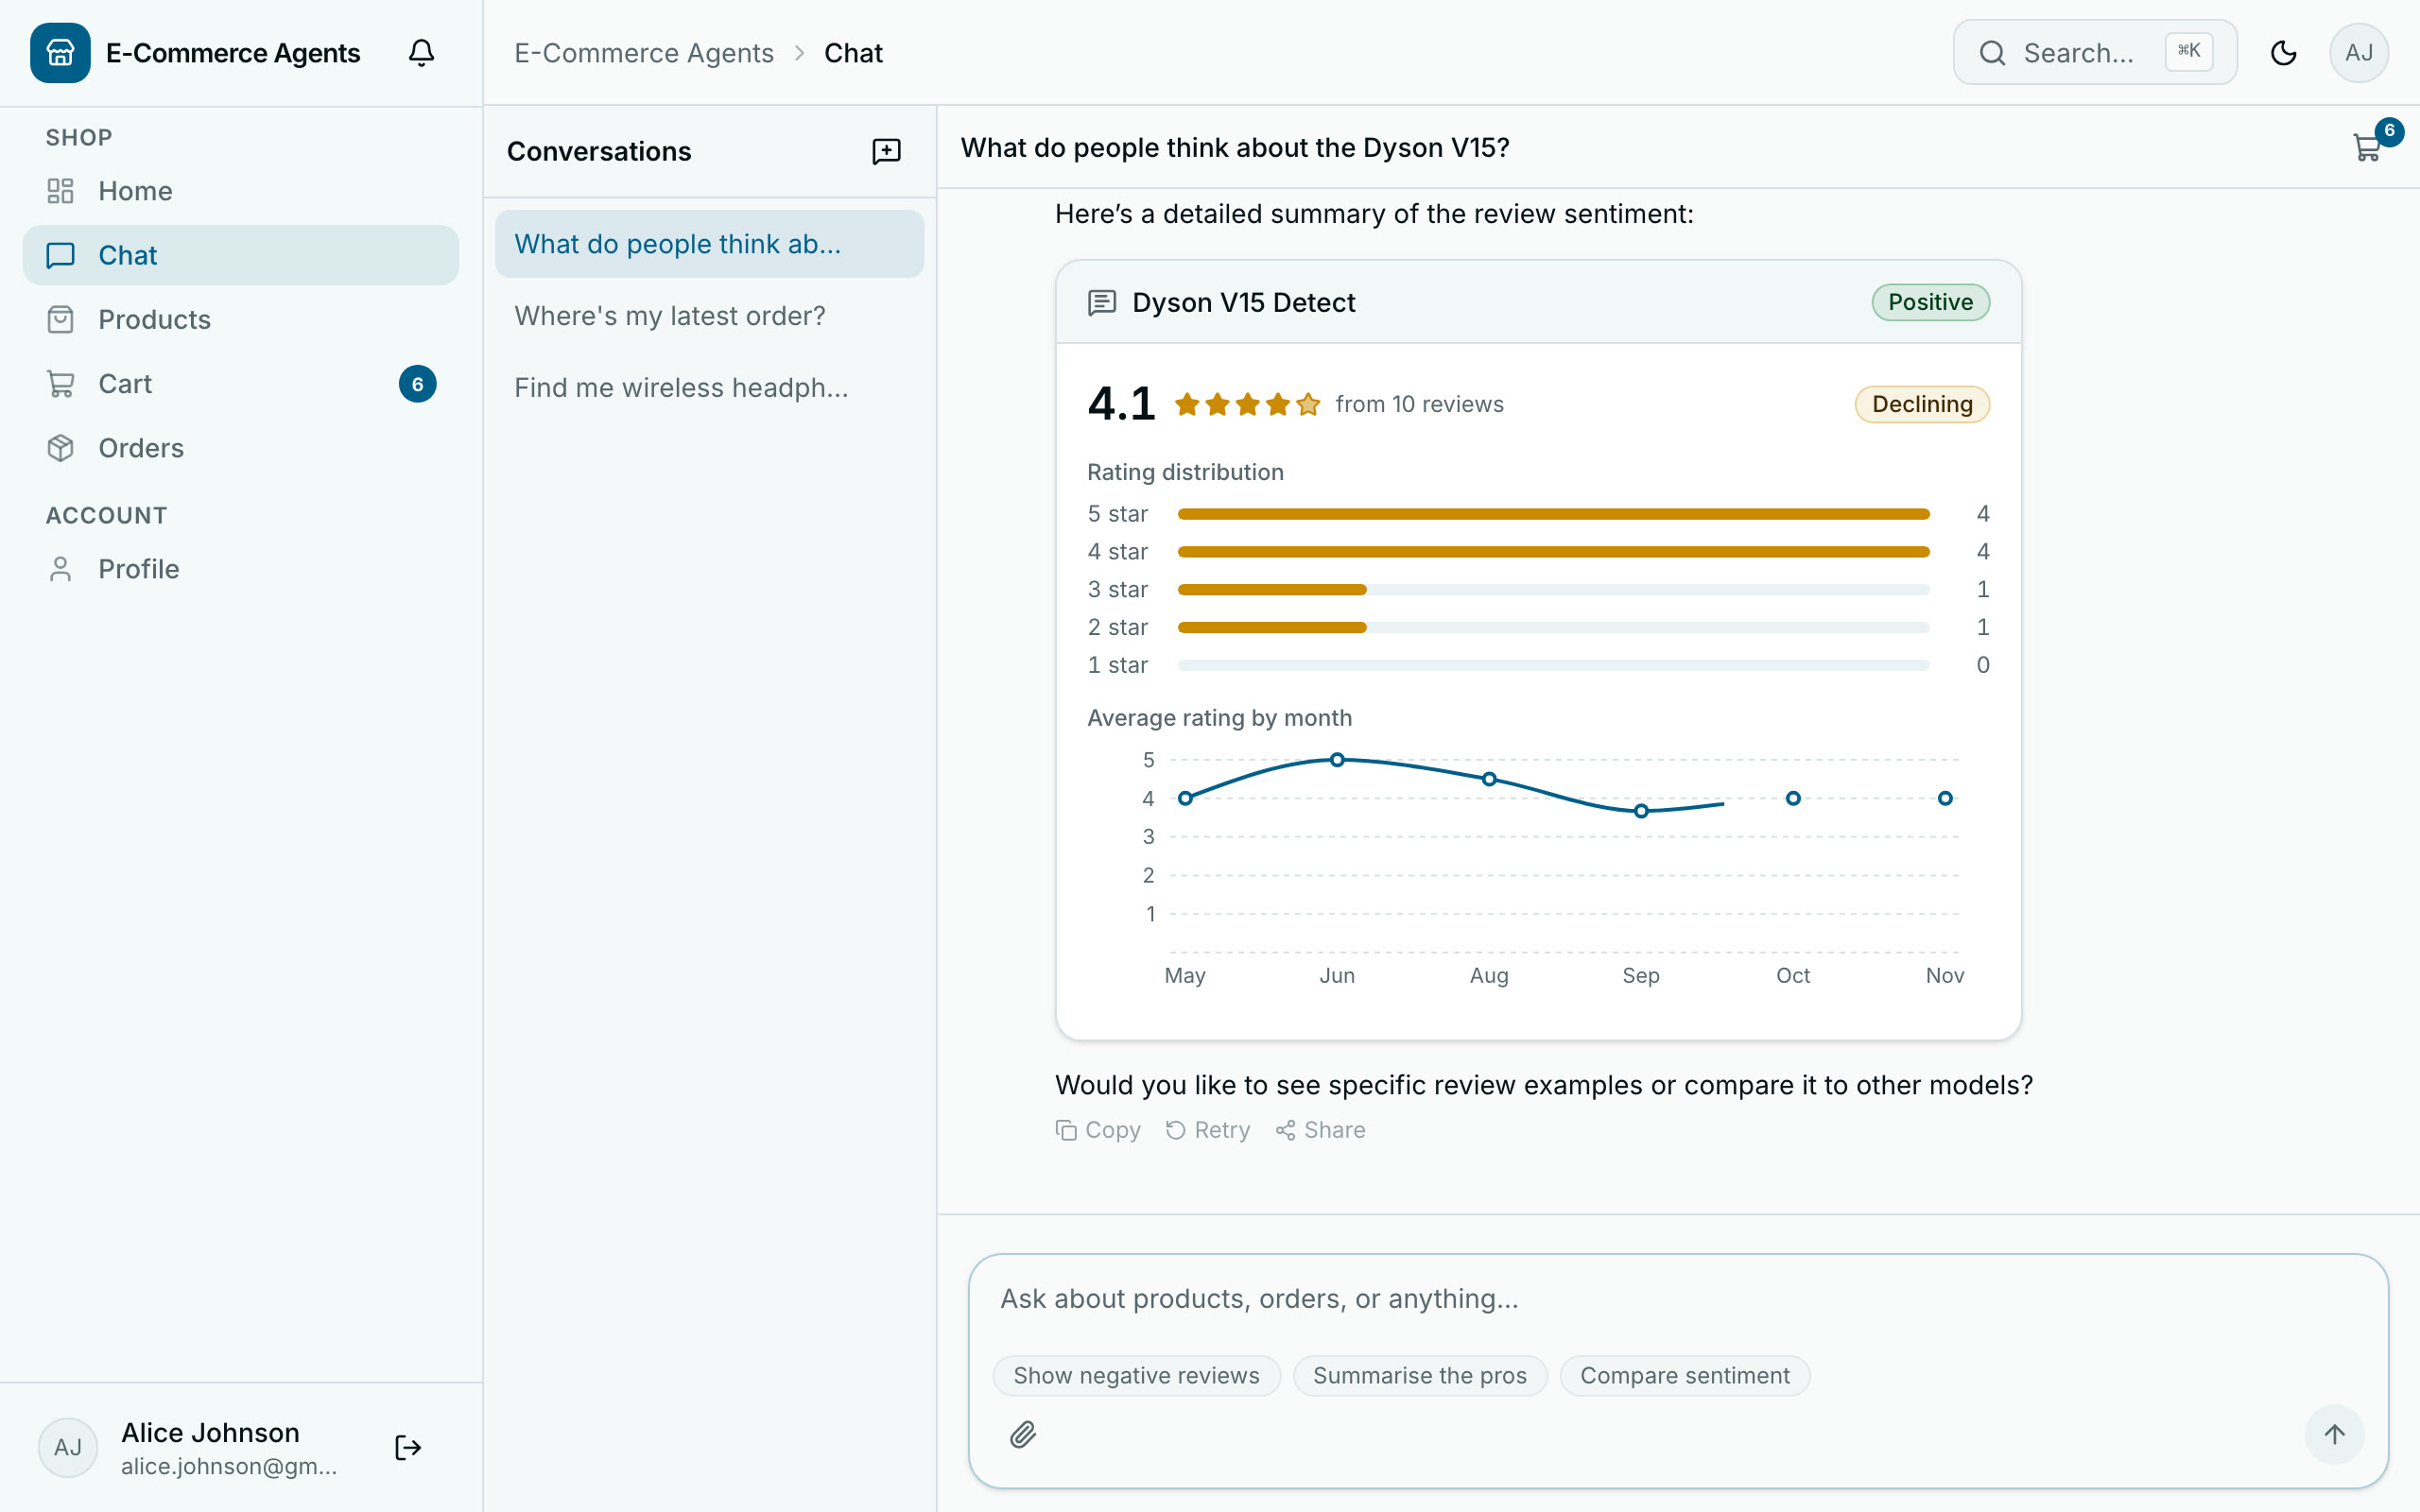 E-Commerce Agents
SHOP
Home
Chat
Products
Cart 6
Orders
ACCOUNT
Profile
AJ
Alice Johnson
alice.johnson@gm...
E-Commerce Agents > Chat
Search... ⌘K
AJ
Conversations
What do people think ab...
Where's my latest order?
Find me wireless headph...
What do people think about the Dyson V15?
6
Here’s a detailed summary of the review sentiment:
Dyson V15 Detect Positive
4.1 from 10 reviews Declining
Rating distribution
5 star 4
4 star 4
3 star 1
2 star 1
1 star 0
Average rating by month
5
4
3
2
1
May Jun Aug Sep Oct Nov
Would you like to see specific review examples or compare it to other models?
Copy Retry Share
Ask about products, orders, or anything...
Show negative reviews Summarise the pros Compare sentiment